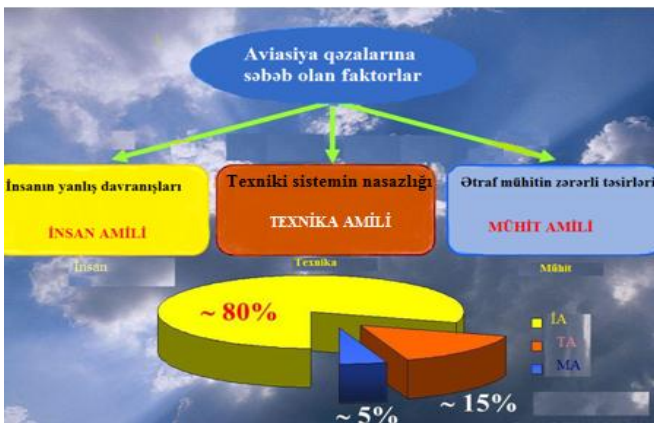 Aviasiya qəzalarına
səbəb olan faktorlar
İnsanın yanlış davranışları
İNSAN AMİLİ
Texniki sistemin nasazlığı
TEXNİKA AMİLİ
Ətraf mühitin zərərli təsirləri
MÜHİT AMİLİ
İnsan
Texnika
Mühit
~ 80%
~ 5%
~ 15%
İA
TA
MA